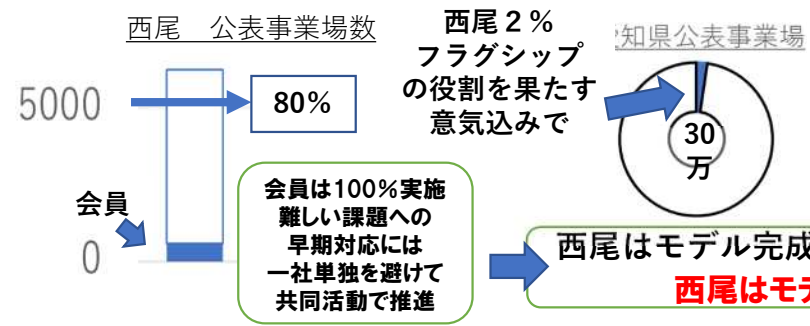 西尾　公表事業場数
5000
80%
会員
0
会員は100%実施
難しい課題への
早期対応には
一社単独を避けて
共同活動で推進
西尾２%
フラグシップ
の役割を果たす
意気込みで
知県公表事業場
30
万
西尾はモデル完成
西尾はモデ